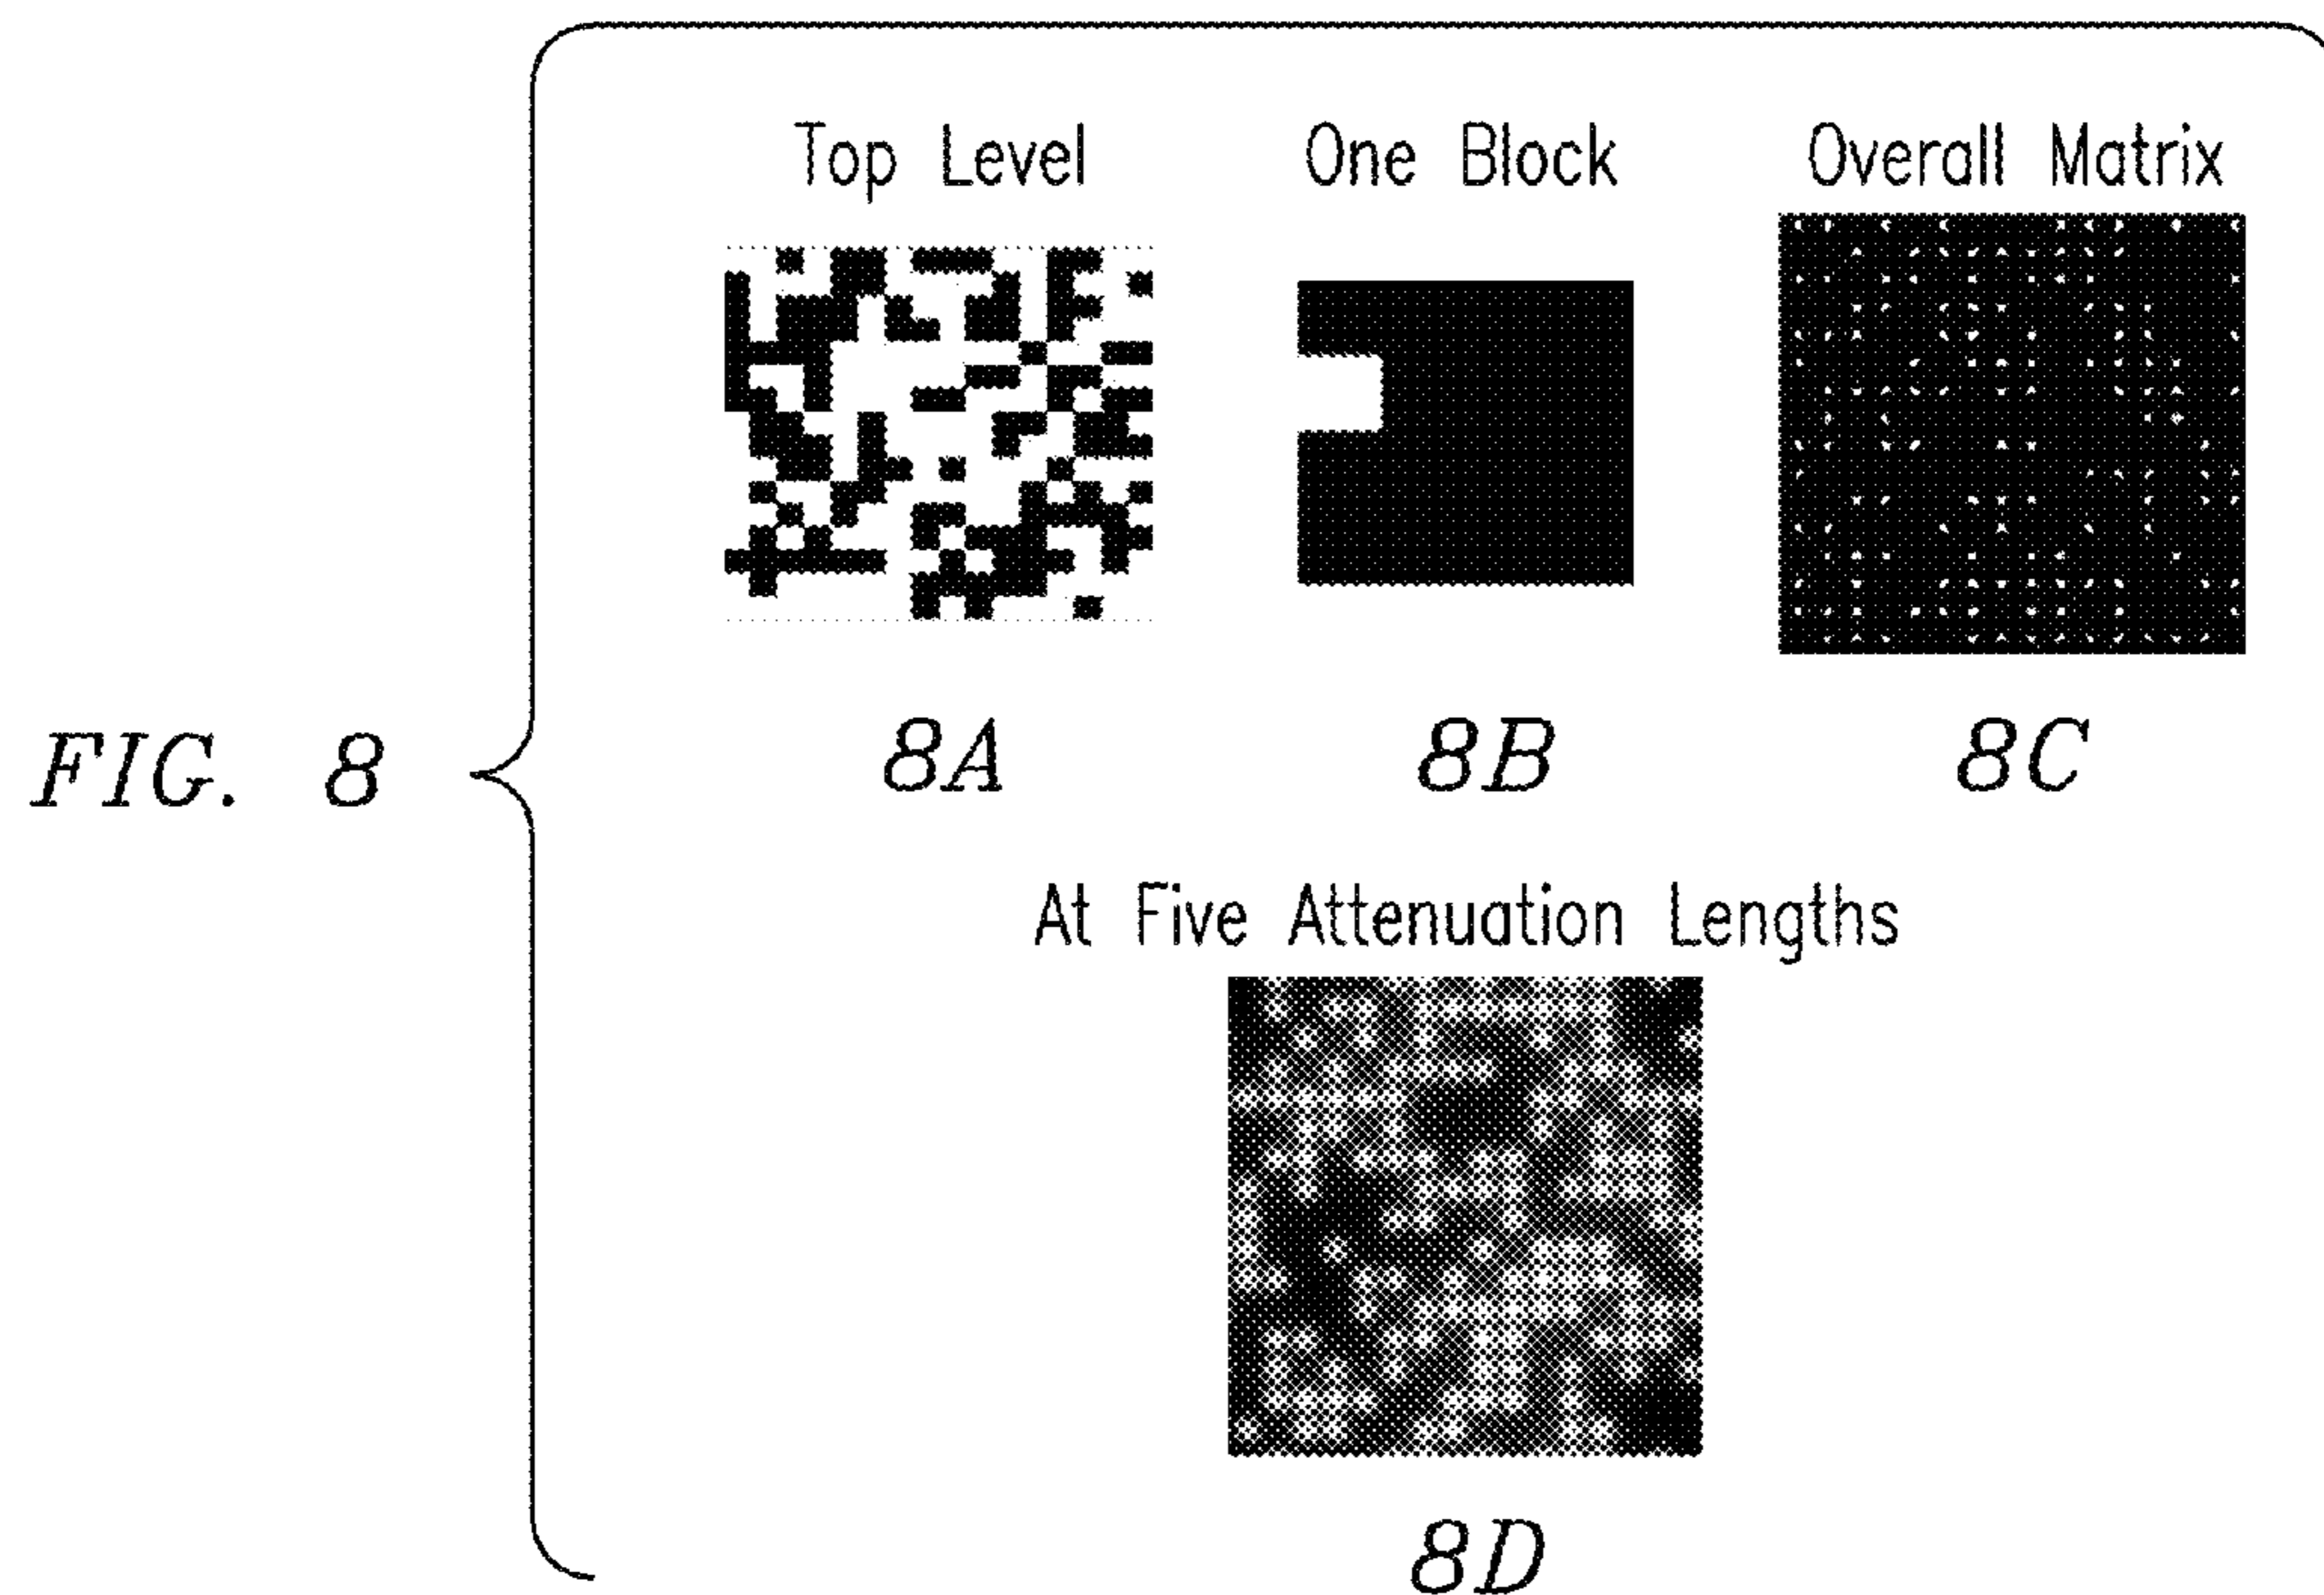 Top Level
One Block
Overall Matrix
8A
8B
8C
FIG. 8
At Five Attenuation Lengths
8D